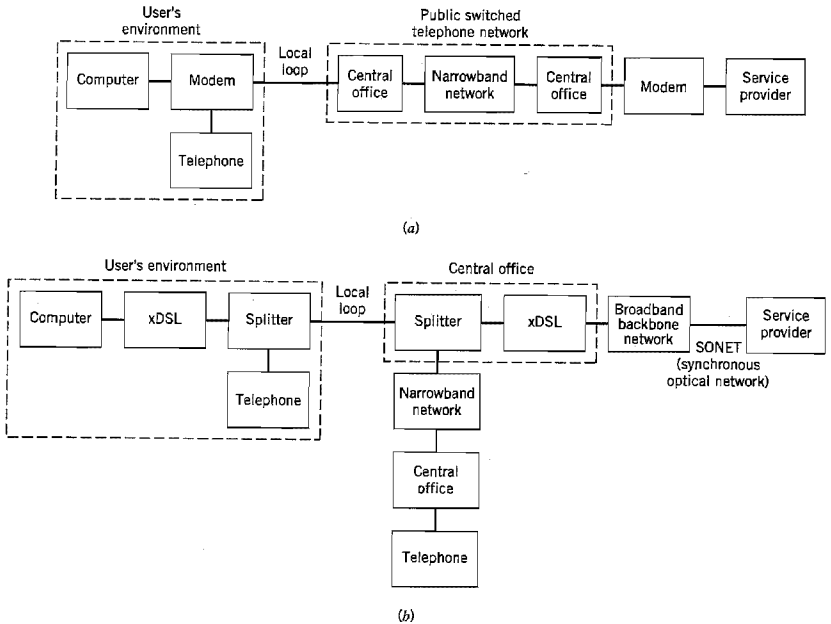 User's
environment
Public switched
telephone network
Local
loop
Computer
Modem
Central
office
Narrowband
network
Central
office
Modem
Service
provider
Telephone
(a)
User's environment
Central office
Local
loop
Computer
xDSL
Splitter
Splitter
xDSL
Broadband
backbone
network
Service
provider
SONET
(synchronous
optical network)
Telephone
Narrowband
network
Central
office
Telephone
(b)